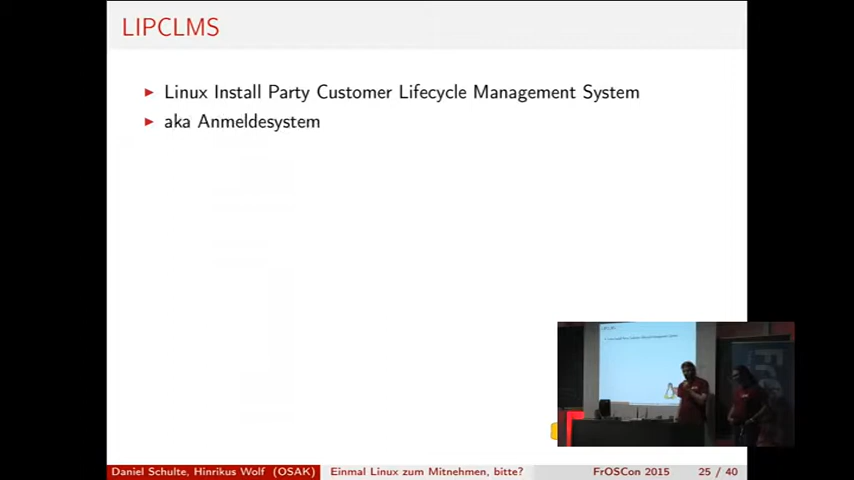 LIPCLMS
Linux Install Party Customer Lifecycle Management System
aka Anmeldesystem
Daniel Schulte, Hinrikus Wolf (OSAK) Einmal Linux zum Mitnehmen, bitte? FrOSCon 2015 25 / 40